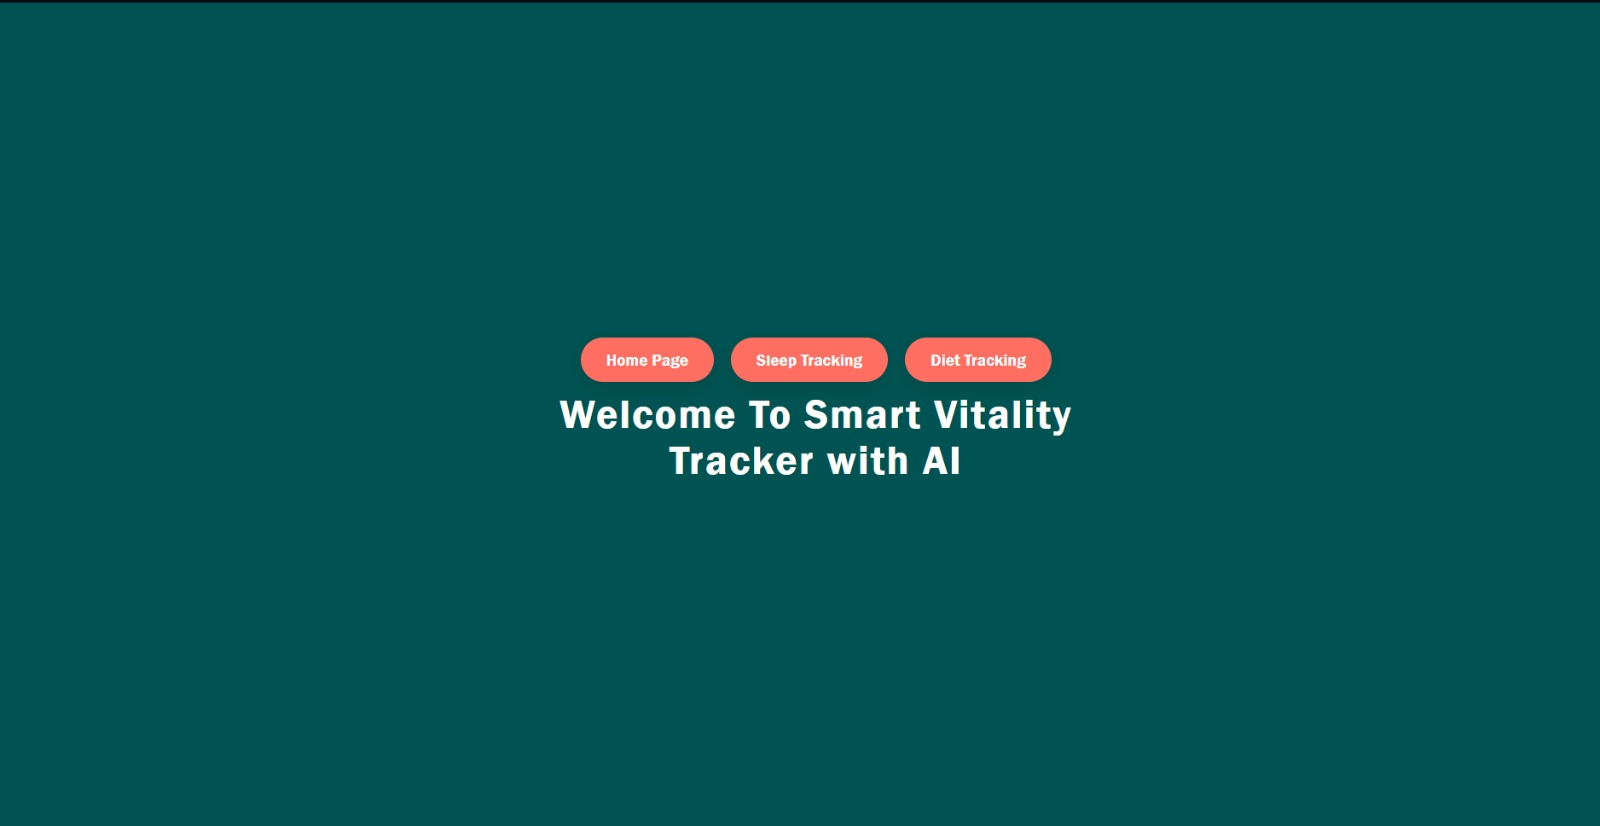 Home Page
Sleep Tracking
Diet Tracking
Welcome To Smart Vitality
Tracker with AI